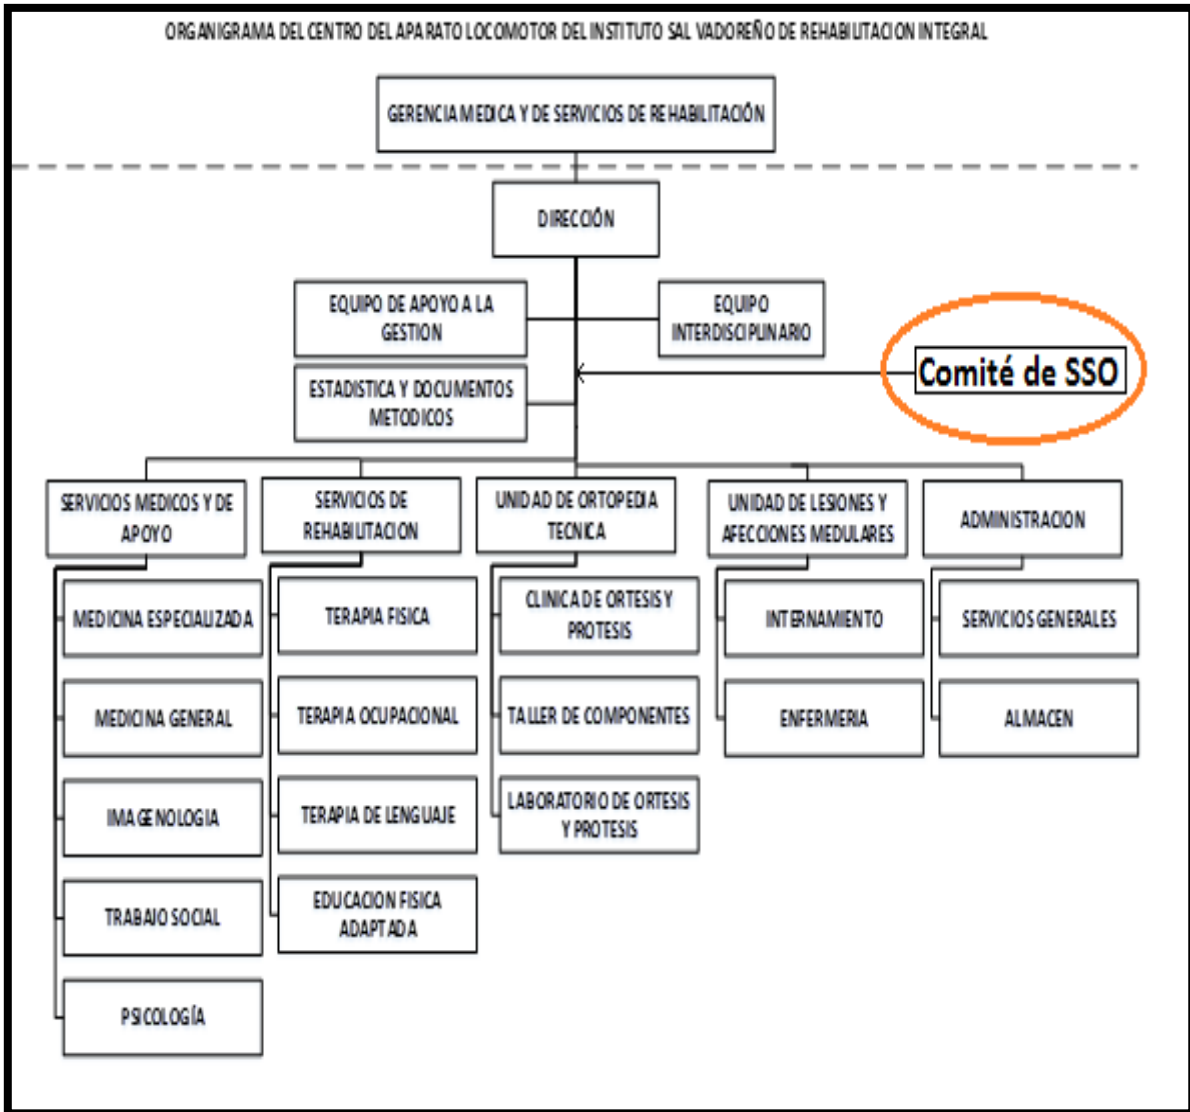 ORGANIGRAMA DEL CENTRO DEL APARATO LOCOMOTOR DEL INSTITUTO SAL VADOREÑO DE REHABILITACION INTEGRAL
GERENCIA MEDICA Y DE SERVICIOS DE REHABILITACIÓN
DIRECCIÓN
EQUIPO DE APOYO A LA
GESTION
EQUIPO
INTERDISCIPLINARIO
Comité de SSO
ESTADISTICA Y DOCUMENTOS
METODICOS
SERVICIOS MEDICOS Y DE
APOYO
SERVICIOS DE
REHABILITACION
UNIDAD DE ORTOPEDIA
TECNICA
UNIDAD DE LESIONES Y
AFECCIONES MEDULARES
ADMINISTRACION
MEDICINA ESPECIALIZADA
MEDICINA GENERAL
IMAGENOLOGIA
TRABAJO SOCIAL
PSICOLOGÍA
TERAPIA FISICA
TERAPIA OCUPACIONAL
TERAPIA DE LENGUAJE
EDUCACION FISICA
ADAPTADA
CLINICA DE ORTESIS Y
PROTESIS
TALLER DE COMPONENTES
LABORATORIO DE ORTESIS
Y PROTESIS
INTERNAMIENTO
ENFERMERIA
SERVICIOS GENERALES
ALMACEN